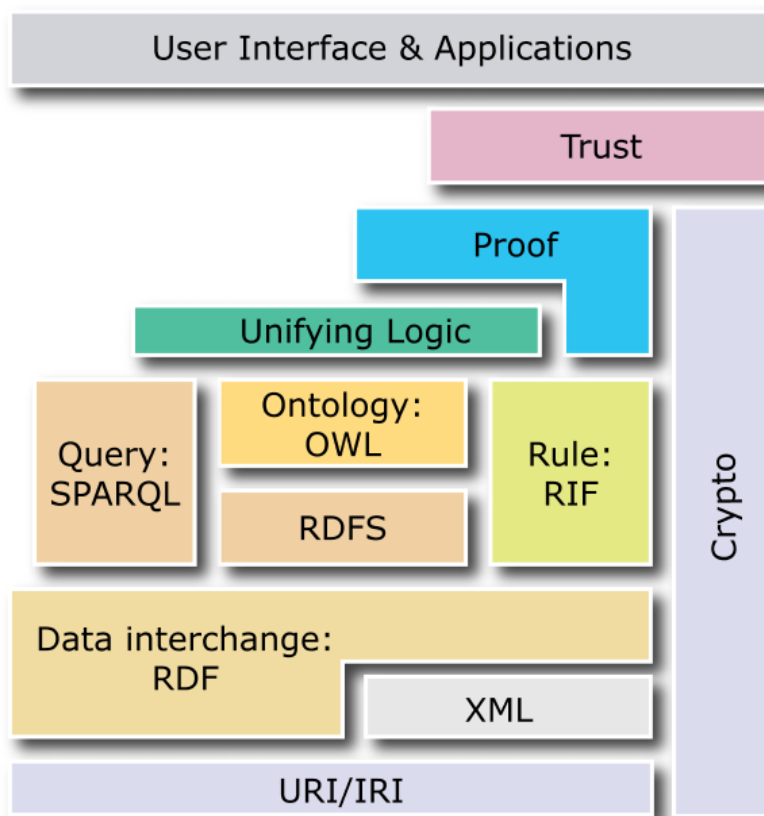 User Interface & Applications
Trust
Proof
Unifying Logic
Query:
SPARQL
Ontology:
OWL
RDFS
Rule:
RIF
Crypto
Data interchange:
RDF
XML
URI/IRI